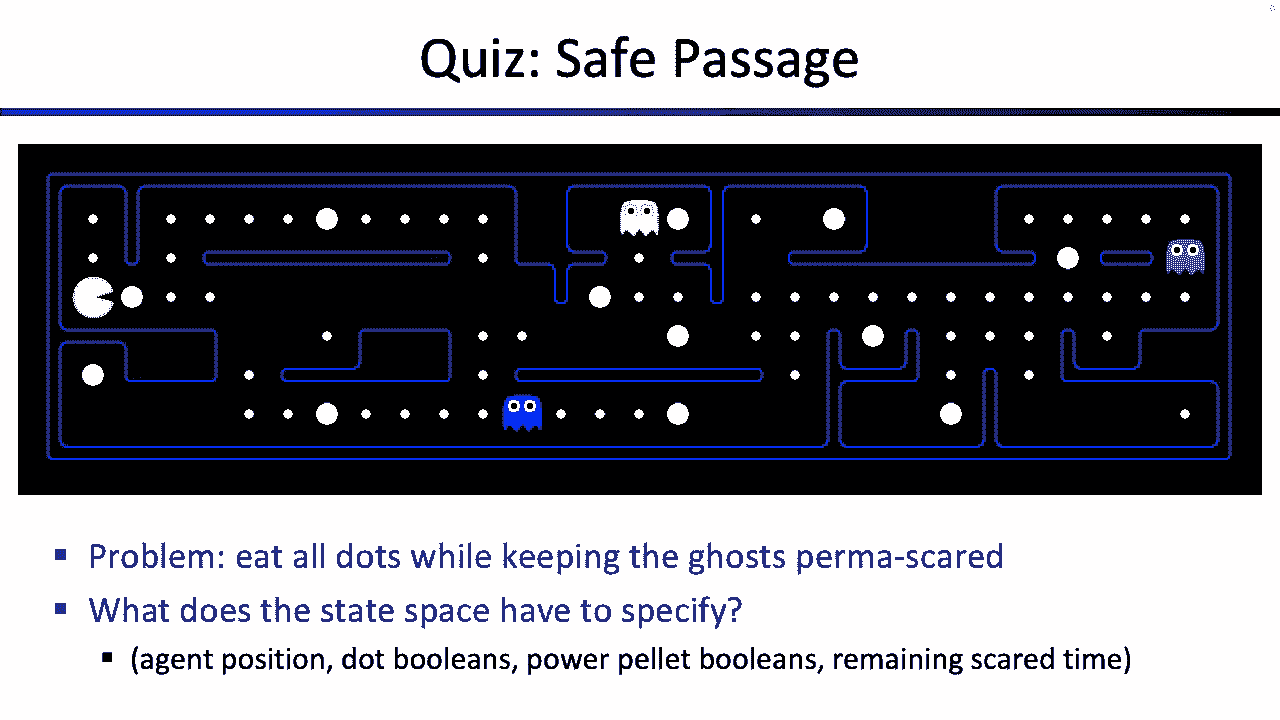 Quiz: Safe Passage
▪ Problem: eat all dots while keeping the ghosts perma-scared
▪ What does the state space have to specify?
▪ (agent position, dot booleans, power pellet booleans, remaining scared time)